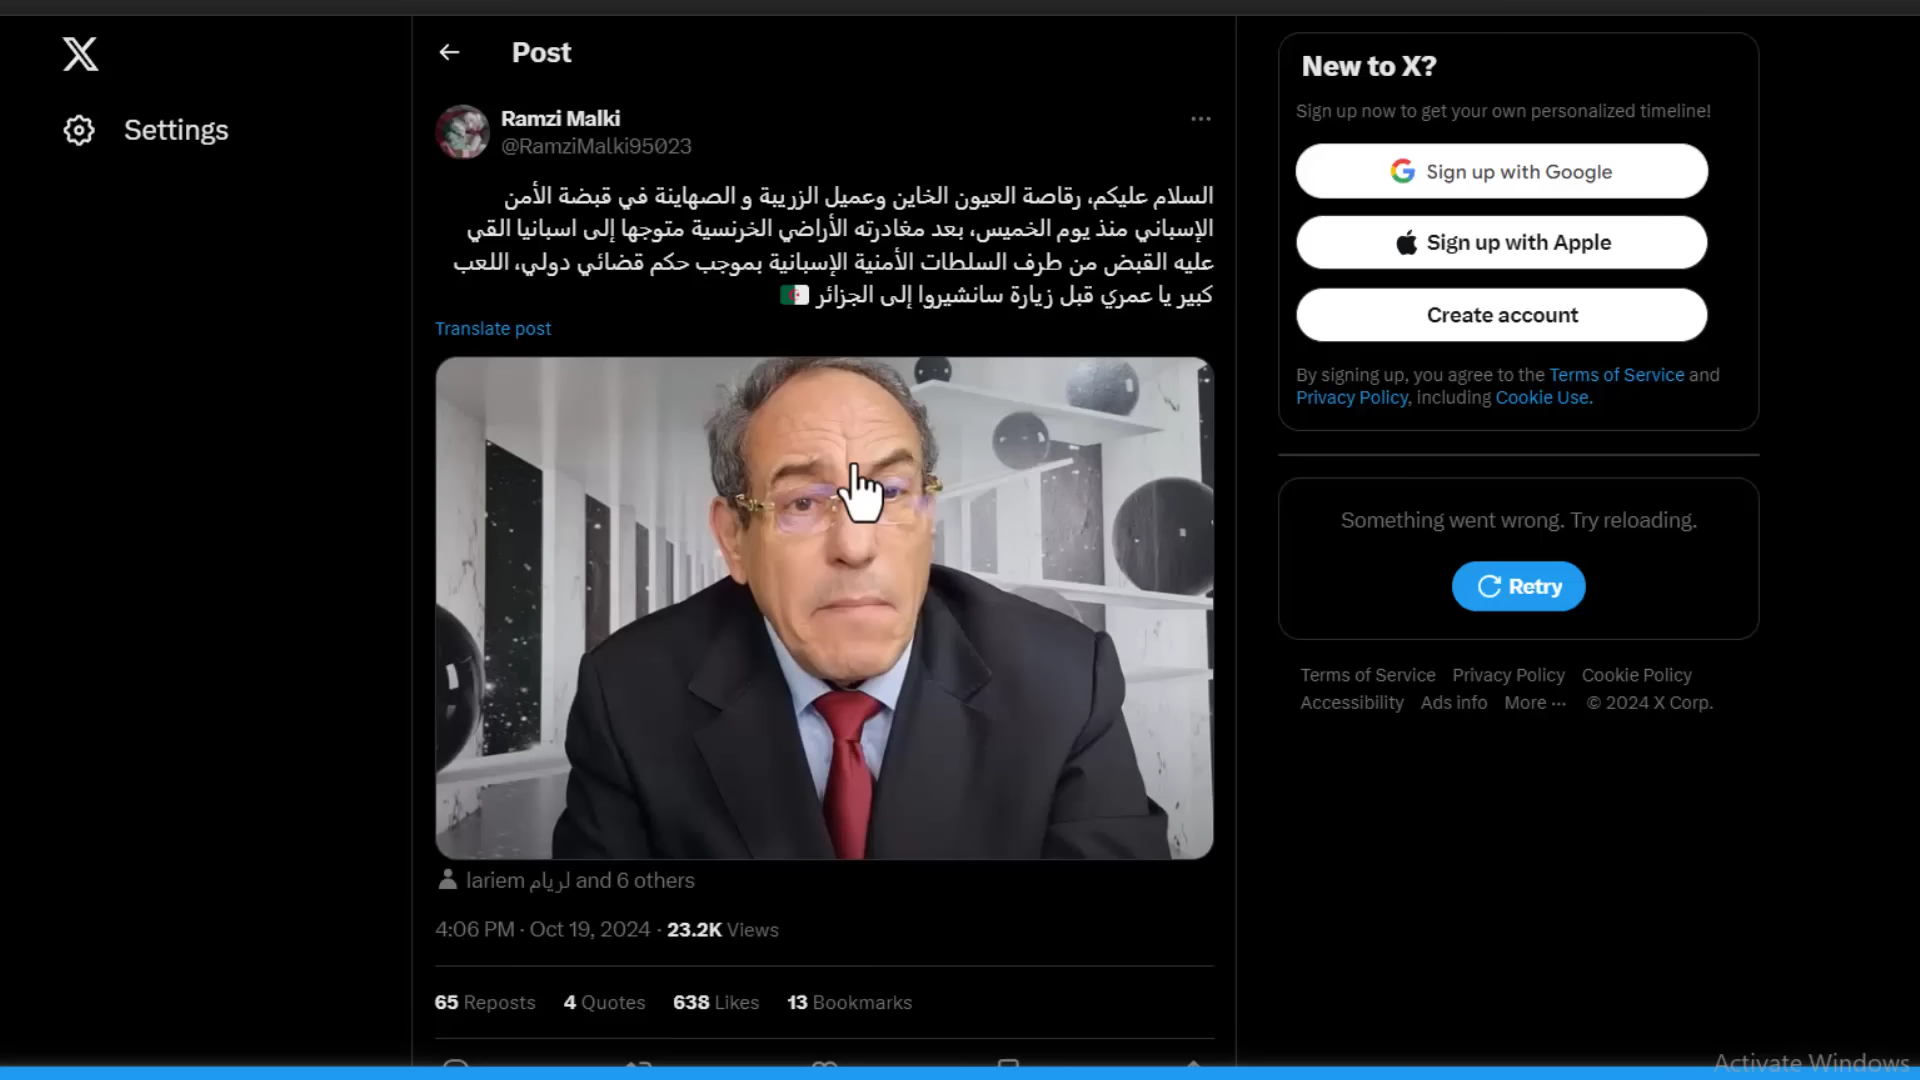 Settings
Post
Ramzi Malki
@RamziMalki95023
السلام عليكم، رقاصة العيون الخاين وعميل الزريبة و الصهاينة في قبضة الأمن
الإسباني منذ يوم الخميس، بعد مغادرته الأراضي الخرنسية متوجها إلى اسبانيا القي
عليه القبض من طرف السلطات الأمنية الإسبانية بموجب حكم قضائي دولي، اللعب
كبير يا عمري قبل زيارة سانشيروا إلى الجزائر 🇩🇿
Translate post
lariem لريام and 6 others
4:06 PM · Oct 19, 2024 · 23.2K Views
65 Reposts 4 Quotes 638 Likes 13 Bookmarks
New to X?
Sign up now to get your own personalized timeline!
Sign up with Google
Sign up with Apple
Create account
By signing up, you agree to the Terms of Service and
Privacy Policy, including Cookie Use.
Something went wrong. Try reloading.
Retry
Terms of Service Privacy Policy Cookie Policy
Accessibility Ads info More ··· © 2024 X Corp.
Activate Windows